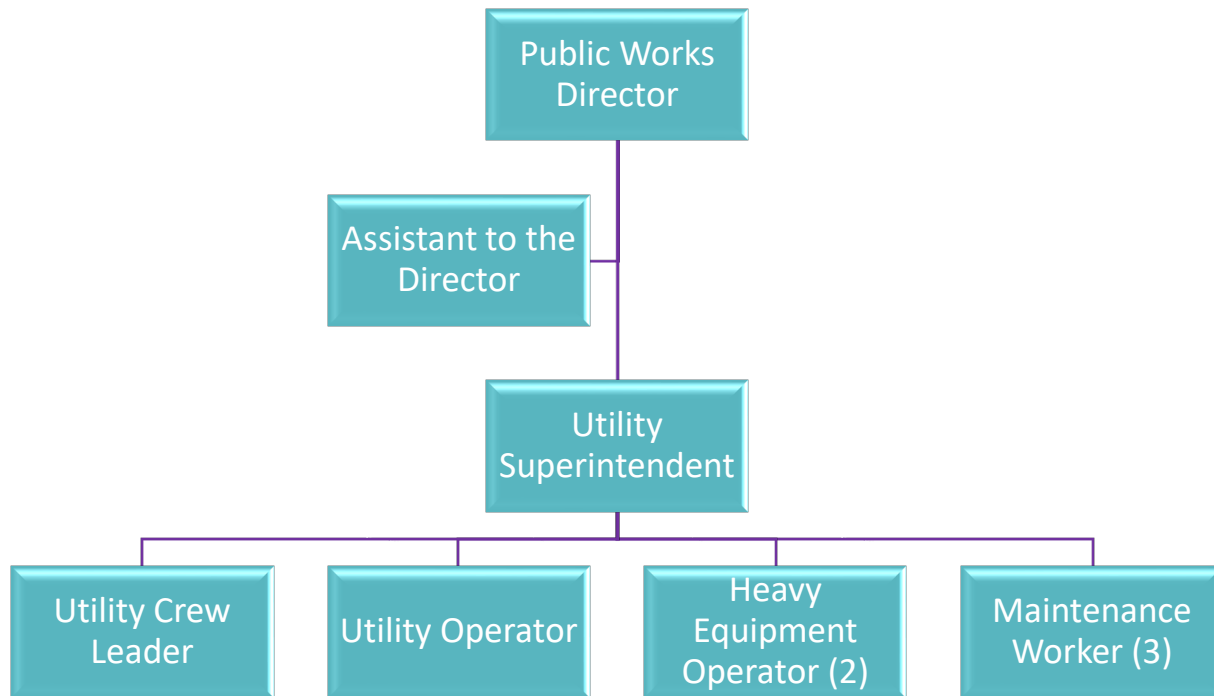 Public Works
Director
Assistant to the
Director
Utility
Superintendent
Utility Crew
Leader
Utility Operator
Heavy
Equipment
Operator (2)
Maintenance
Worker (3)